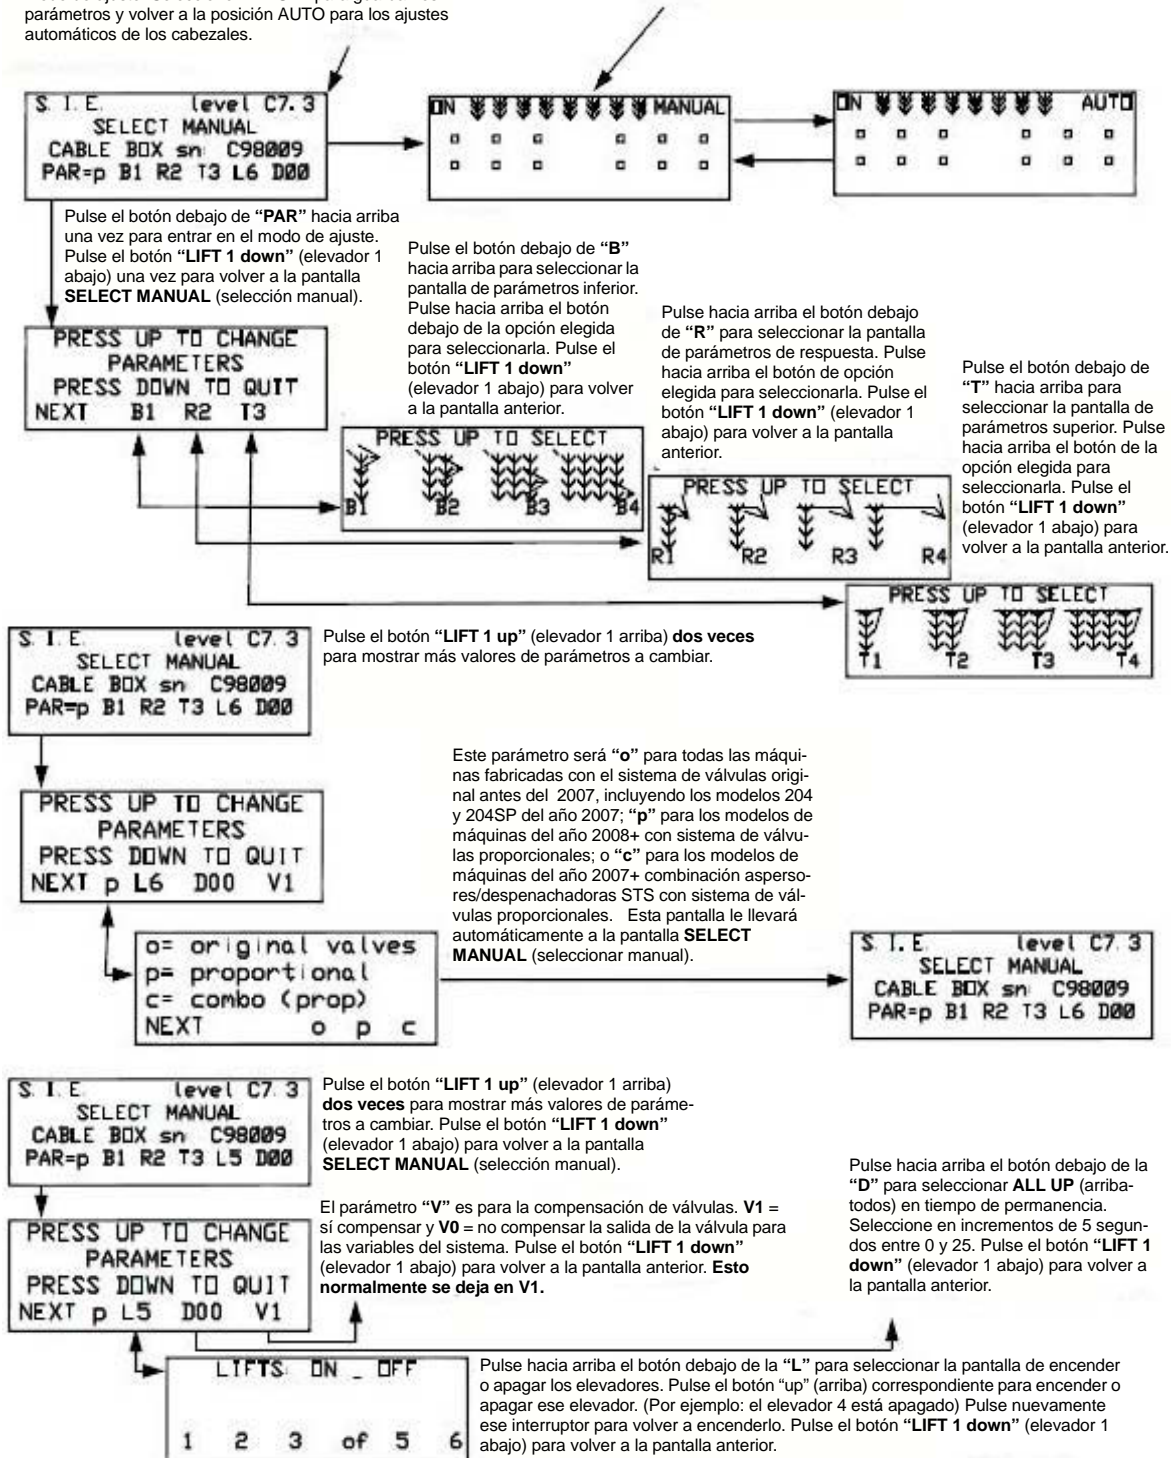 parámetros y volver a la posición AUTO para los ajustes
automáticos de los cabezales.
S. I. E. level C7.3
SELECT MANUAL
CABLE BOX sn: C98009
PAR=p B1 R2 T3 L6 D00
ON MANUAL
ON AUTO
Pulse el botón debajo de “PAR” hacia arriba
una vez para entrar en el modo de ajuste.
Pulse el botón “LIFT 1 down” (elevador 1
abajo) una vez para volver a la pantalla
SELECT MANUAL (selección manual).
Pulse el botón debajo de “B”
hacia arriba para seleccionar la
pantalla de parámetros inferior.
Pulse hacia arriba el botón
debajo de la opción elegida
para seleccionarla. Pulse el
botón “LIFT 1 down”
(elevador 1 abajo) para volver
a la pantalla anterior.
Pulse hacia arriba el botón debajo
de “R” para seleccionar la pantalla
de parámetros de respuesta. Pulse
hacia arriba el botón de opción
elegida para seleccionarla. Pulse el
botón “LIFT 1 down” (elevador 1
abajo) para volver a la pantalla
anterior.
Pulse el botón debajo de
“T” hacia arriba para
seleccionar la pantalla de
parámetros superior. Pulse
hacia arriba el botón de la
opción elegida para
seleccionarla. Pulse el
botón “LIFT 1 down”
(elevador 1 abajo) para
volver a la pantalla anterior.
PRESS UP TO CHANGE
PARAMETERS
PRESS DOWN TO QUIT
NEXT B1 R2 T3
PRESS UP TO SELECT
B1 B2 B3 B4
PRESS UP TO SELECT
R1 R2 R3 R4
PRESS UP TO SELECT
T1 T2 T3 T4
S. I. E. level C7.3
SELECT MANUAL
CABLE BOX sn: C98009
PAR=p B1 R2 T3 L6 D00
Pulse el botón “LIFT 1 up” (elevador 1 arriba) dos veces
para mostrar más valores de parámetros a cambiar.
PRESS UP TO CHANGE
PARAMETERS
PRESS DOWN TO QUIT
NEXT p L6 D00 V1
Este parámetro será “o” para todas las máqui-
nas fabricadas con el sistema de válvulas origi-
nal antes del 2007, incluyendo los modelos 204
y 204SP del año 2007; “p” para los modelos de
máquinas del año 2008+ con sistema de válvu-
las proporcionales; o “c” para los modelos de
máquinas del año 2007+ combinación asperso-
res/despenachadoras STS con sistema de vál-
vulas proporcionales. Esta pantalla le llevará
automáticamente a la pantalla SELECT
MANUAL (seleccionar manual).
o= original valves
p= proportional
c= combo (prop)
NEXT o p c
S. I. E. level C7.3
SELECT MANUAL
CABLE BOX sn: C98009
PAR=p B1 R2 T3 L6 D00
S. I. E. level C7.3
SELECT MANUAL
CABLE BOX sn C98009
PAR=p B1 R2 T3 L5 D00
Pulse el botón “LIFT 1 up” (elevador 1 arriba)
dos veces para mostrar más valores de paráme-
tros a cambiar. Pulse el botón “LIFT 1 down”
(elevador 1 abajo) para volver a la pantalla
SELECT MANUAL (selección manual).
El parámetro “V” es para la compensación de válvulas. V1 =
sí compensar y V0 = no compensar la salida de la válvula para
las variables del sistema. Pulse el botón “LIFT 1 down”
(elevador 1 abajo) para volver a la pantalla anterior. Esto
normalmente se deja en V1.
Pulse hacia arriba el botón debajo de la
“D” para seleccionar ALL UP (arriba-
todos) en tiempo de permanencia.
Seleccione en incrementos de 5 segun-
dos entre 0 y 25. Pulse el botón “LIFT 1
down” (elevador 1 abajo) para volver a
la pantalla anterior.
PRESS UP TO CHANGE
PARAMETERS
PRESS DOWN TO QUIT
NEXT p L5 D00 V1
LIFTS: ON _ OFF
1 2 3 of 5 6
Pulse hacia arriba el botón debajo de la “L” para seleccionar la pantalla de encender
o apagar los elevadores. Pulse el botón “up” (arriba) correspondiente para encender o
apagar ese elevador. (Por ejemplo: el elevador 4 está apagado) Pulse nuevamente
ese interruptor para volver a encenderlo. Pulse el botón “LIFT 1 down” (elevador 1
abajo) para volver a la pantalla anterior.